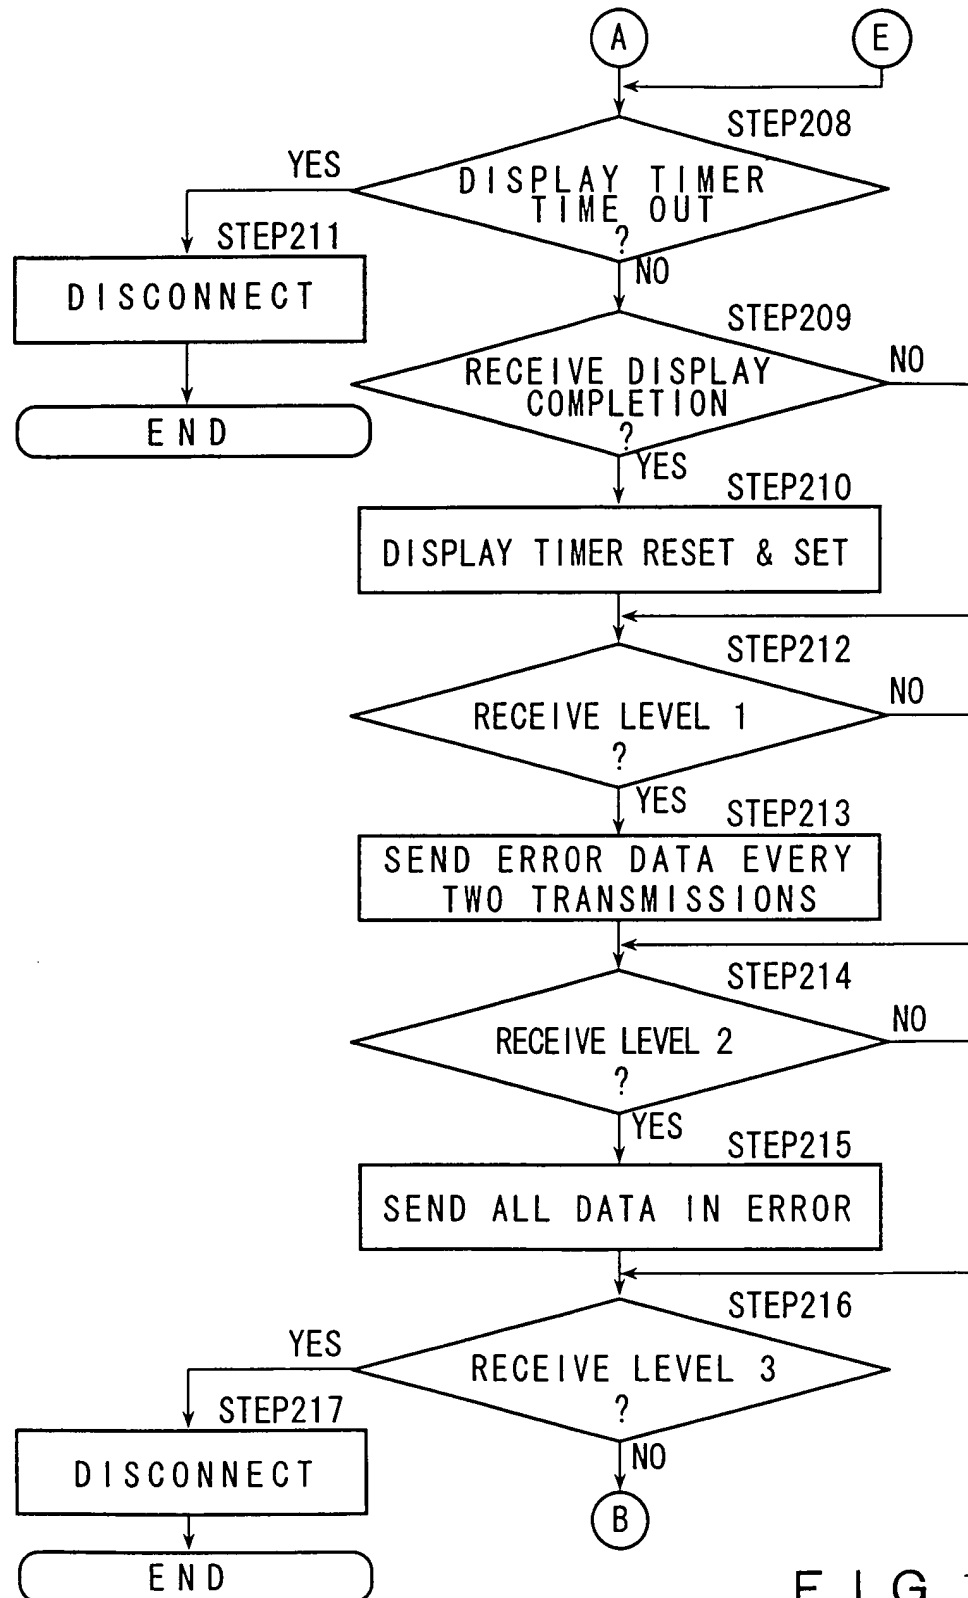 A
E
STEP208
YES
DISPLAY TIMER
TIME OUT
?
NO
STEP211
DISCONNECT
END
STEP209
NO
RECEIVE DISPLAY
COMPLETION
?
YES
STEP210
DISPLAY TIMER RESET & SET
STEP212
NO
RECEIVE LEVEL 1
?
YES
STEP213
SEND ERROR DATA EVERY
TWO TRANSMISSIONS
STEP214
NO
RECEIVE LEVEL 2
?
YES
STEP215
SEND ALL DATA IN ERROR
STEP216
YES
RECEIVE LEVEL 3
?
NO
STEP217
DISCONNECT
END
B
FIG